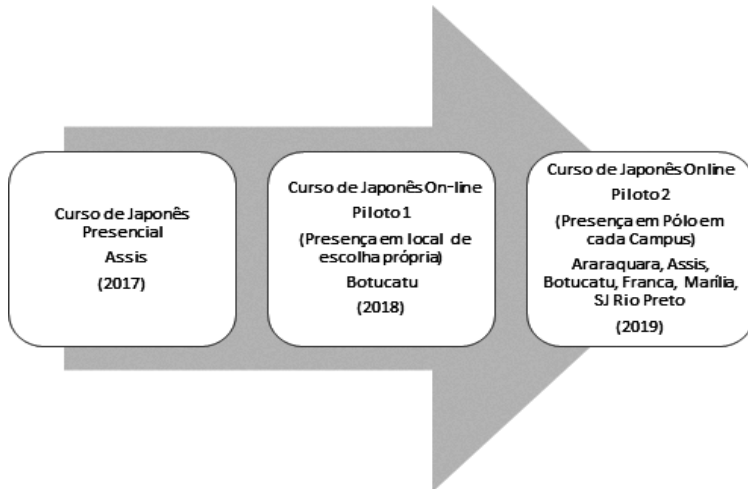 Curso de Japonês
Presencial
Assis
(2017)
Curso de Japonês On-line
Piloto 1
(Presença em local de
escolha própria)
Botucatu
(2018)
Curso de Japonês Online
Piloto 2
(Presença em Pólo em
cada Campus)
Araraquara, Assis,
Botucatu, Franca, Marília,
SJ Rio Preto
(2019)